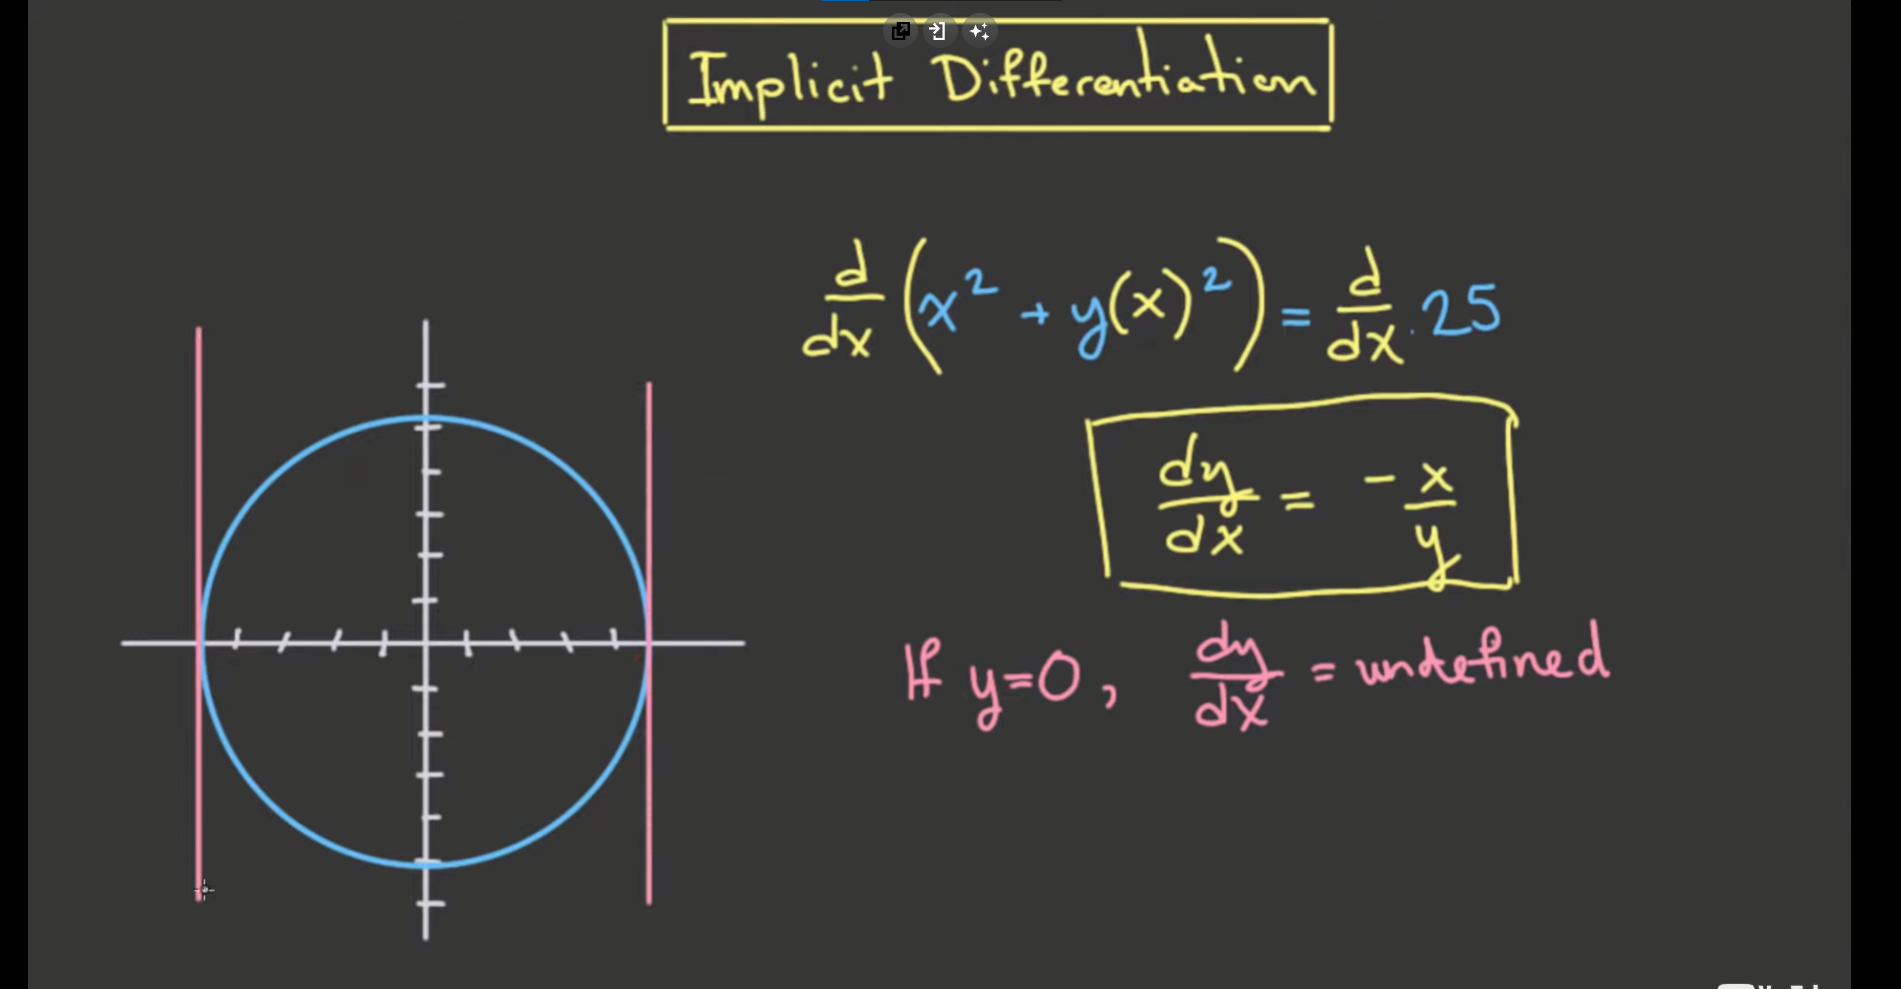 Implicit Differentiation
d/dx (x² + y(x)²) = d/dx · 25
dy/dx = - x/y
If y=0, dy/dx = undefined